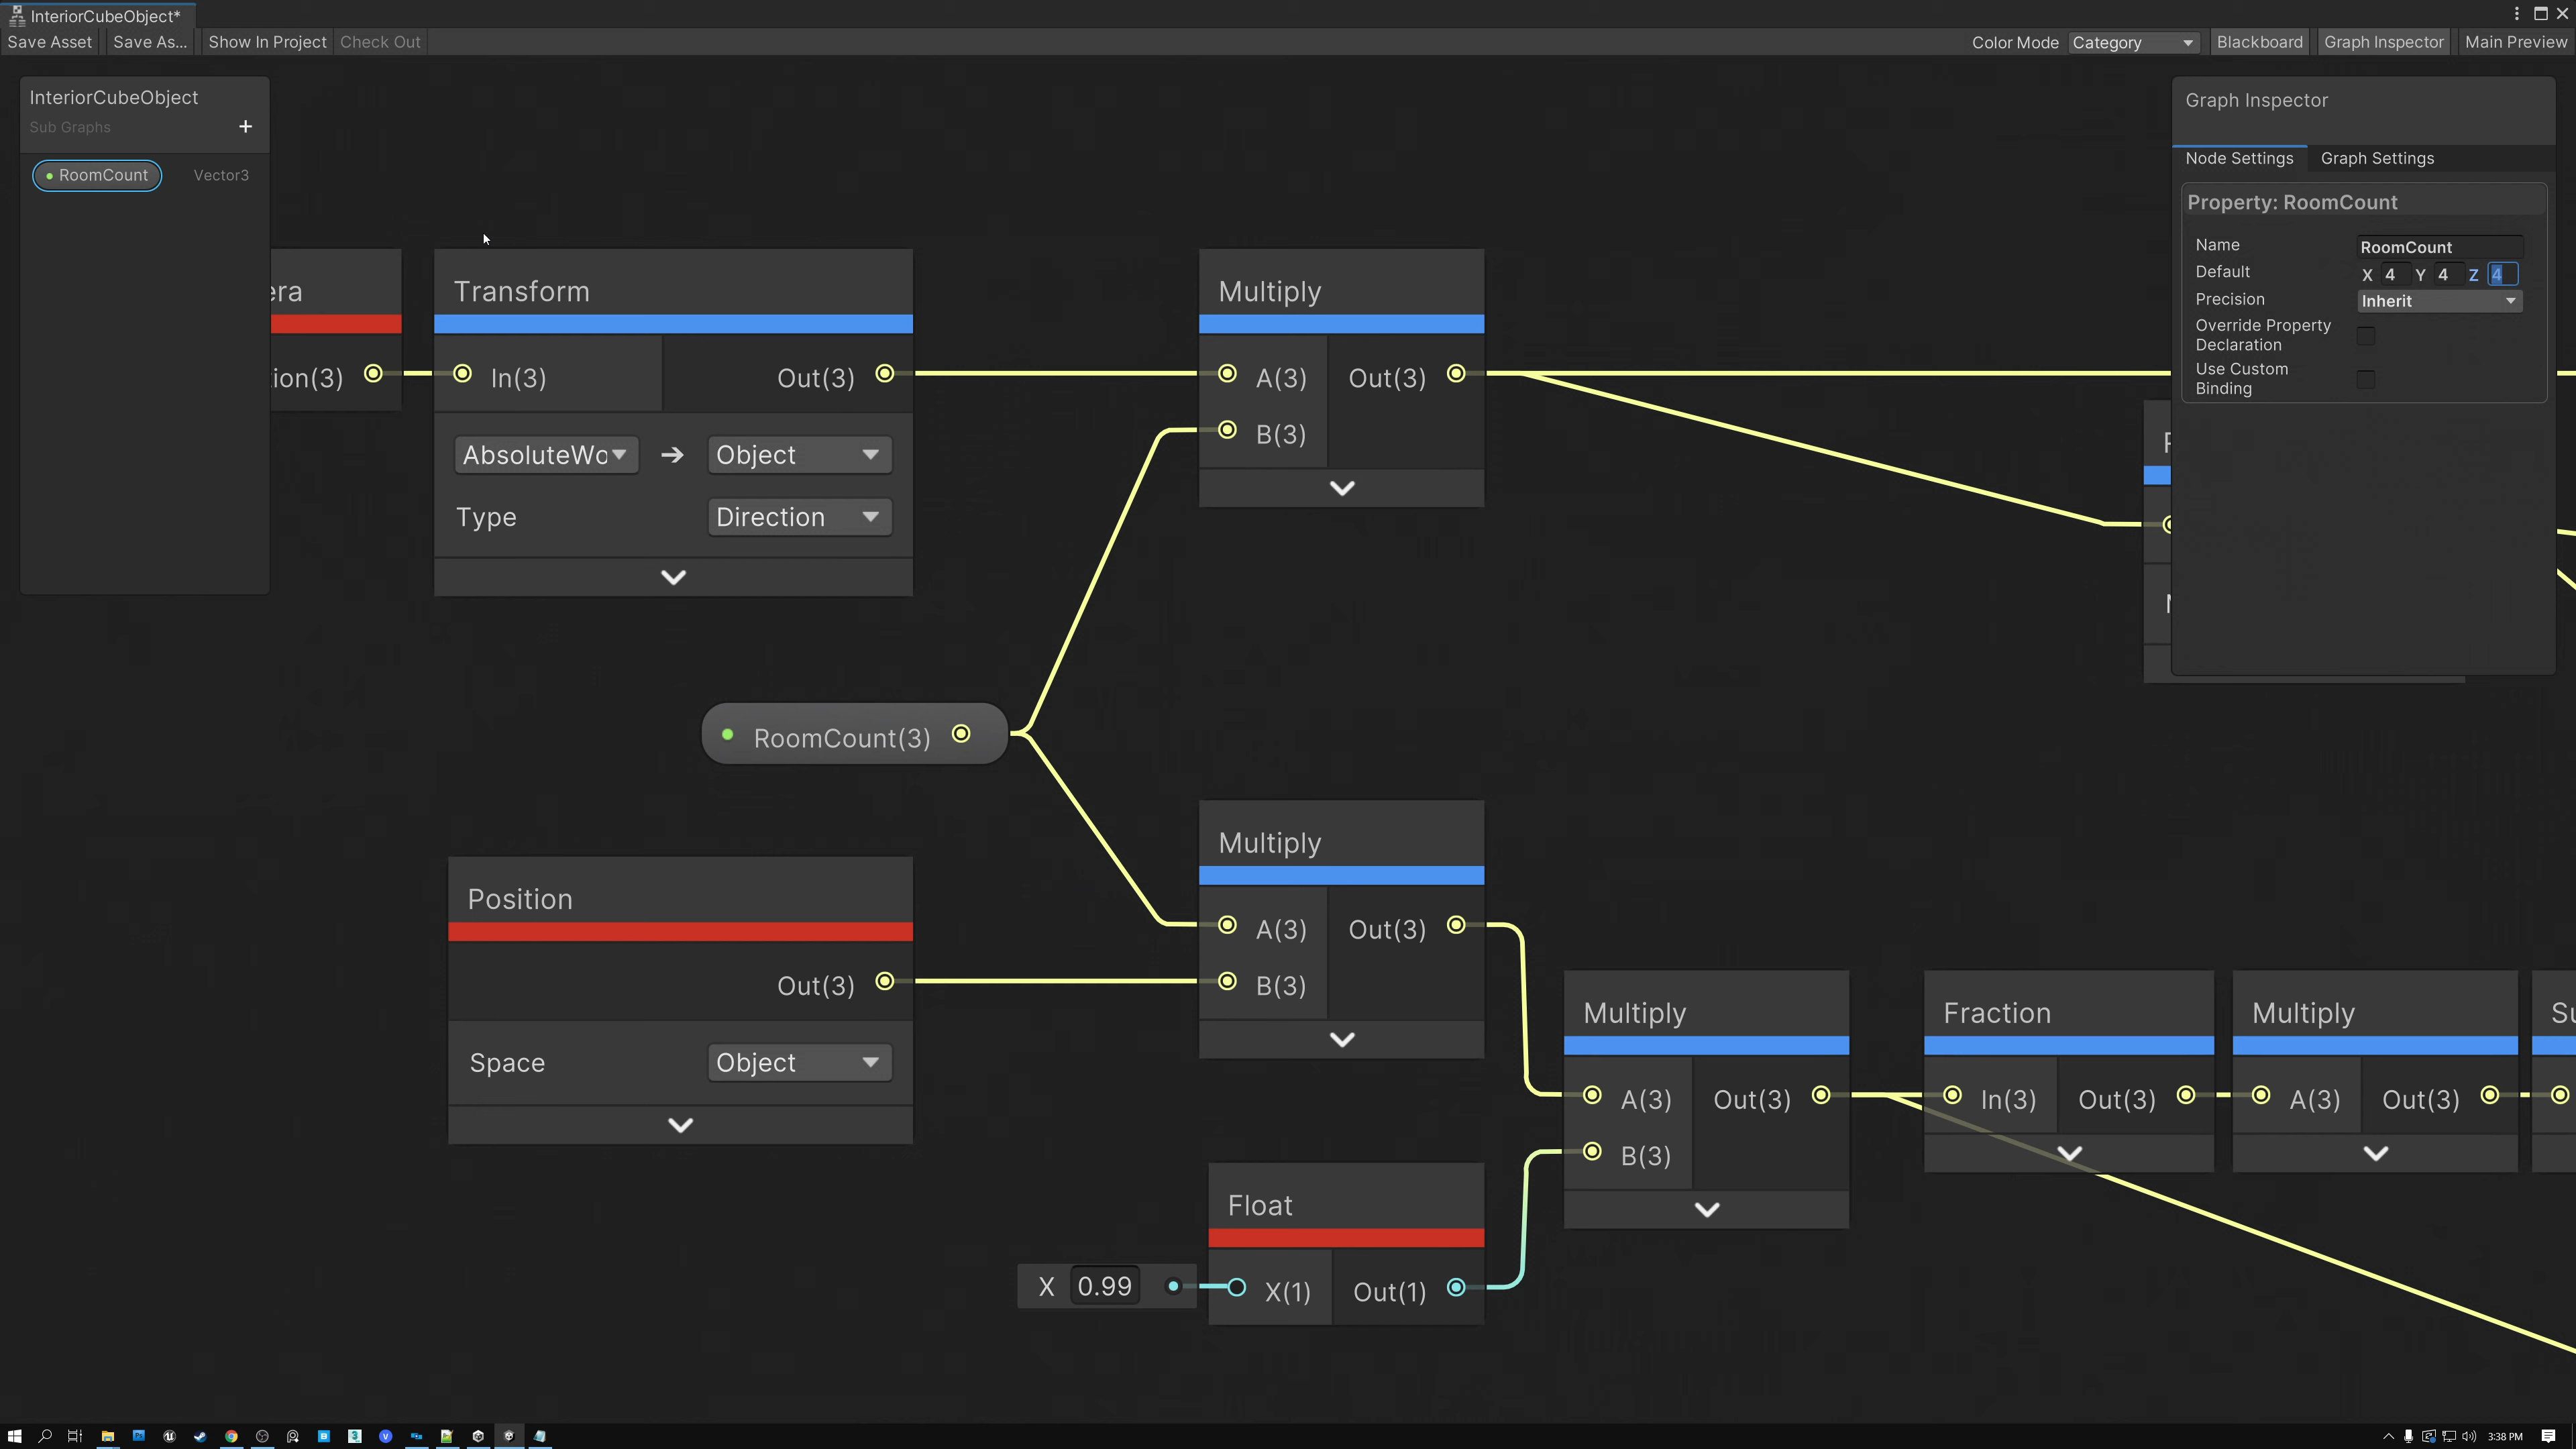 InteriorCubeObject*
Save Asset Save As... Show In Project Check Out Color Mode Category Blackboard Graph Inspector Main Preview
InteriorCubeObject
Sub Graphs +
RoomCount Vector3
Graph Inspector
Node Settings Graph Settings
Property: RoomCount
Name RoomCount
Default X 4 Y 4 Z 4
Precision Inherit
Override Property
Declaration
Use Custom
Binding
era
ion(3)
Transform
In(3) Out(3)
AbsoluteWo Object
Type Direction
Multiply
A(3) Out(3)
B(3)
RoomCount(3)
Multiply
A(3) Out(3)
B(3)
Position
Out(3)
Space Object
Multiply
A(3) Out(3)
B(3)
Fraction
In(3) Out(3)
Multiply
A(3) Out(3)
Su
Float
X 0.99 X(1) Out(1)
3:38 PM